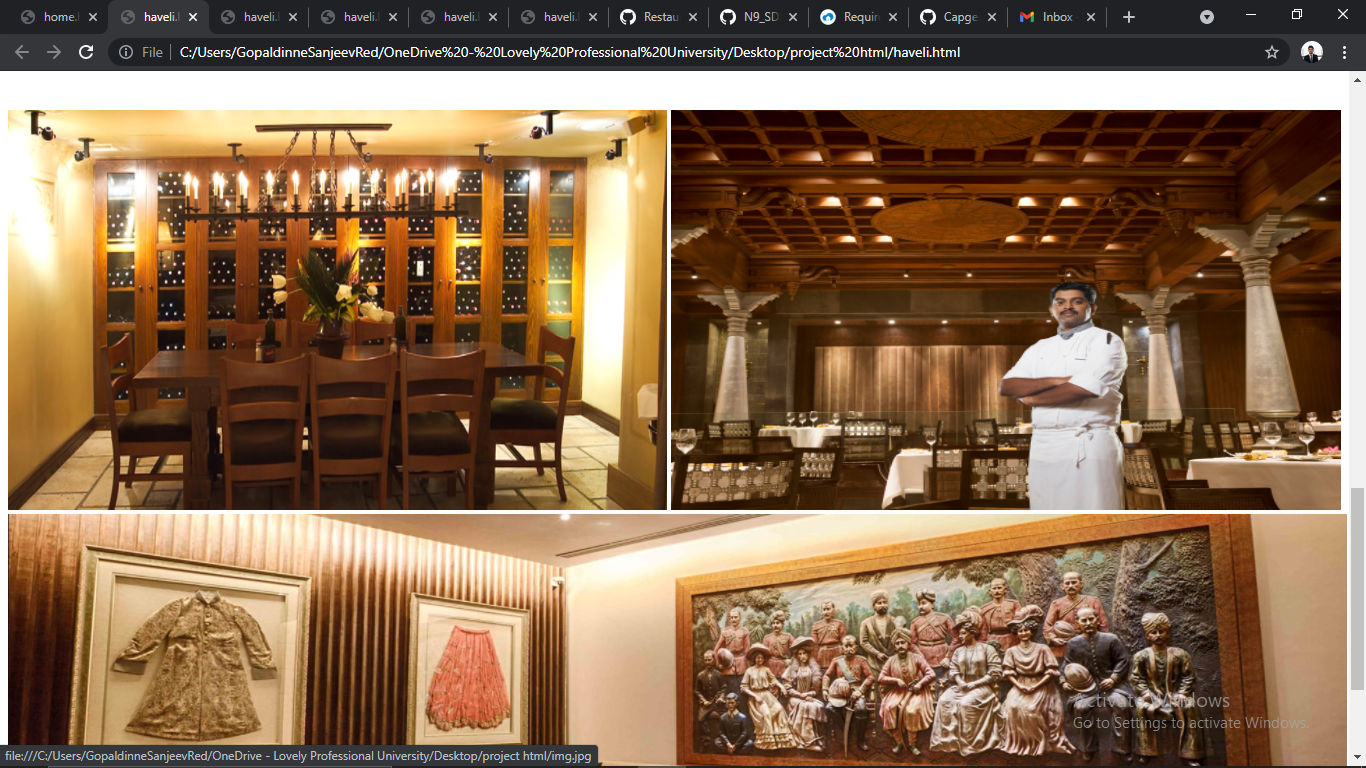 home.
haveli.
haveli.
haveli.
haveli.
haveli.
Restau
N9_SD
Requir
Capge
Inbox
File
C:/Users/GopaldinneSanjeevRed/OneDrive%20-%20Lovely%20Professional%20University/Desktop/project%20html/haveli.html
Activate Windows
Go to Settings to activate Windows.
file:///C:/Users/GopaldinneSanjeevRed/OneDrive - Lovely Professional University/Desktop/project html/img.jpg